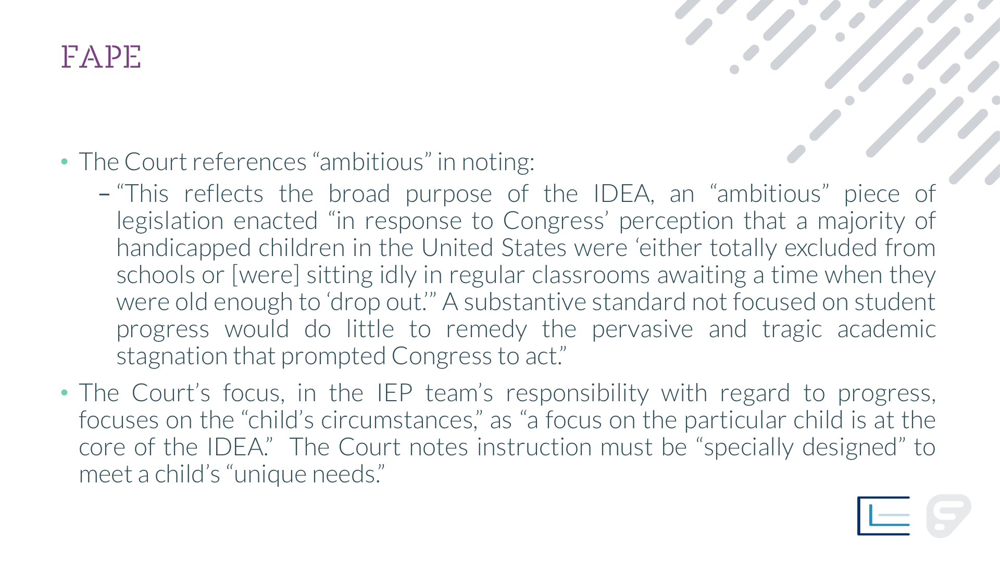 FAPE
• The Court references “ambitious” in noting:
– “This reflects the broad purpose of the IDEA, an “ambitious” piece of
legislation enacted “in response to Congress’ perception that a majority of
handicapped children in the United States were ‘either totally excluded from
schools or [were] sitting idly in regular classrooms awaiting a time when they
were old enough to ‘drop out.’” A substantive standard not focused on student
progress would do little to remedy the pervasive and tragic academic
stagnation that prompted Congress to act.”
• The Court’s focus, in the IEP team’s responsibility with regard to progress,
focuses on the “child’s circumstances,” as “a focus on the particular child is at the
core of the IDEA.”  The Court notes instruction must be “specially designed” to
meet a child’s “unique needs.”